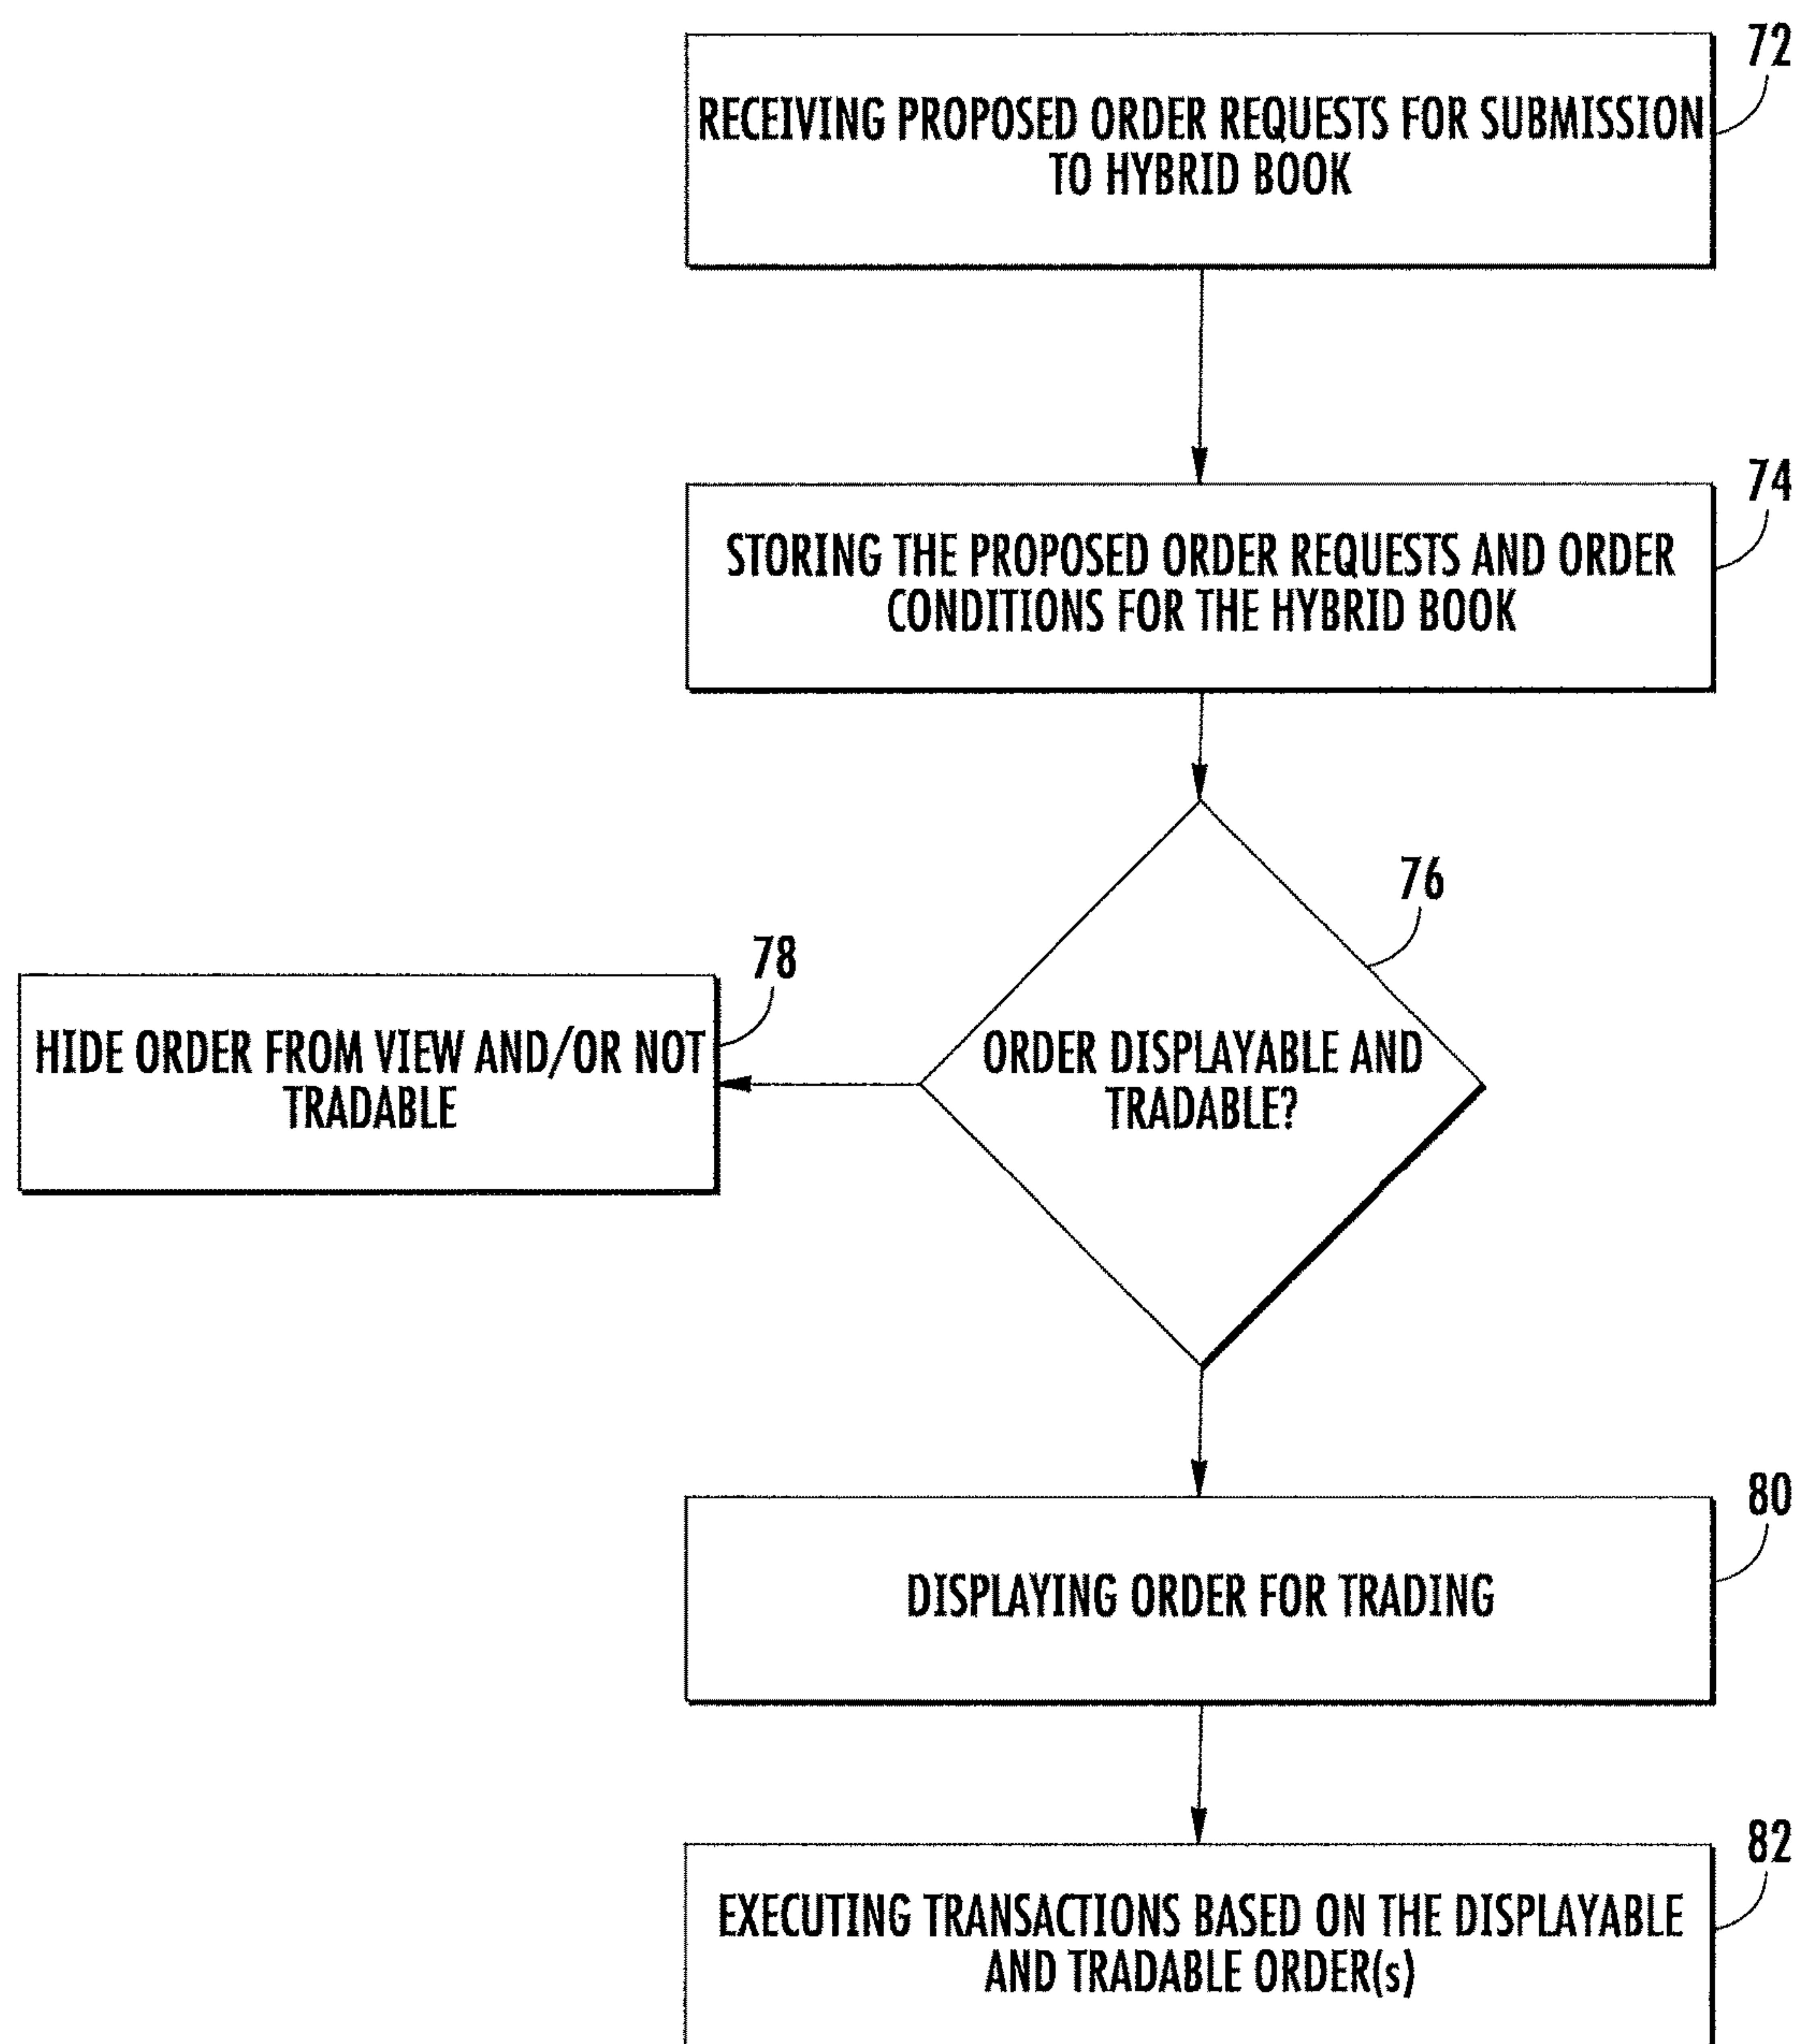 72
RECEIVING PROPOSED ORDER REQUESTS FOR SUBMISSION
TO HYBRID BOOK
74
STORING THE PROPOSED ORDER REQUESTS AND ORDER
CONDITIONS FOR THE HYBRID BOOK
76
ORDER DISPLAYABLE AND
TRADABLE?
78
HIDE ORDER FROM VIEW AND/OR NOT
TRADABLE
80
DISPLAYING ORDER FOR TRADING
82
EXECUTING TRANSACTIONS BASED ON THE DISPLAYABLE
AND TRADABLE ORDER(s)